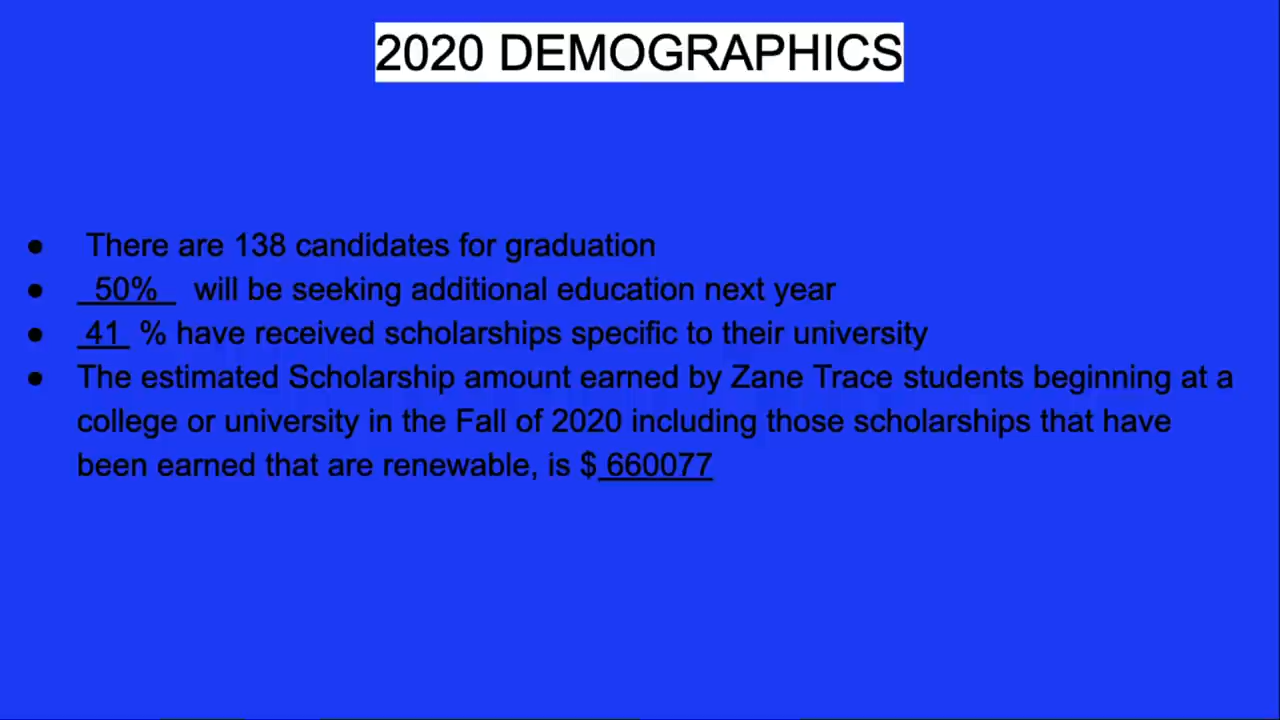 2020 DEMOGRAPHICS
● There are 138 candidates for graduation
● 50% will be seeking additional education next year
● 41 % have received scholarships specific to their university
● The estimated Scholarship amount earned by Zane Trace students beginning at a
college or university in the Fall of 2020 including those scholarships that have
been earned that are renewable, is $ 660077